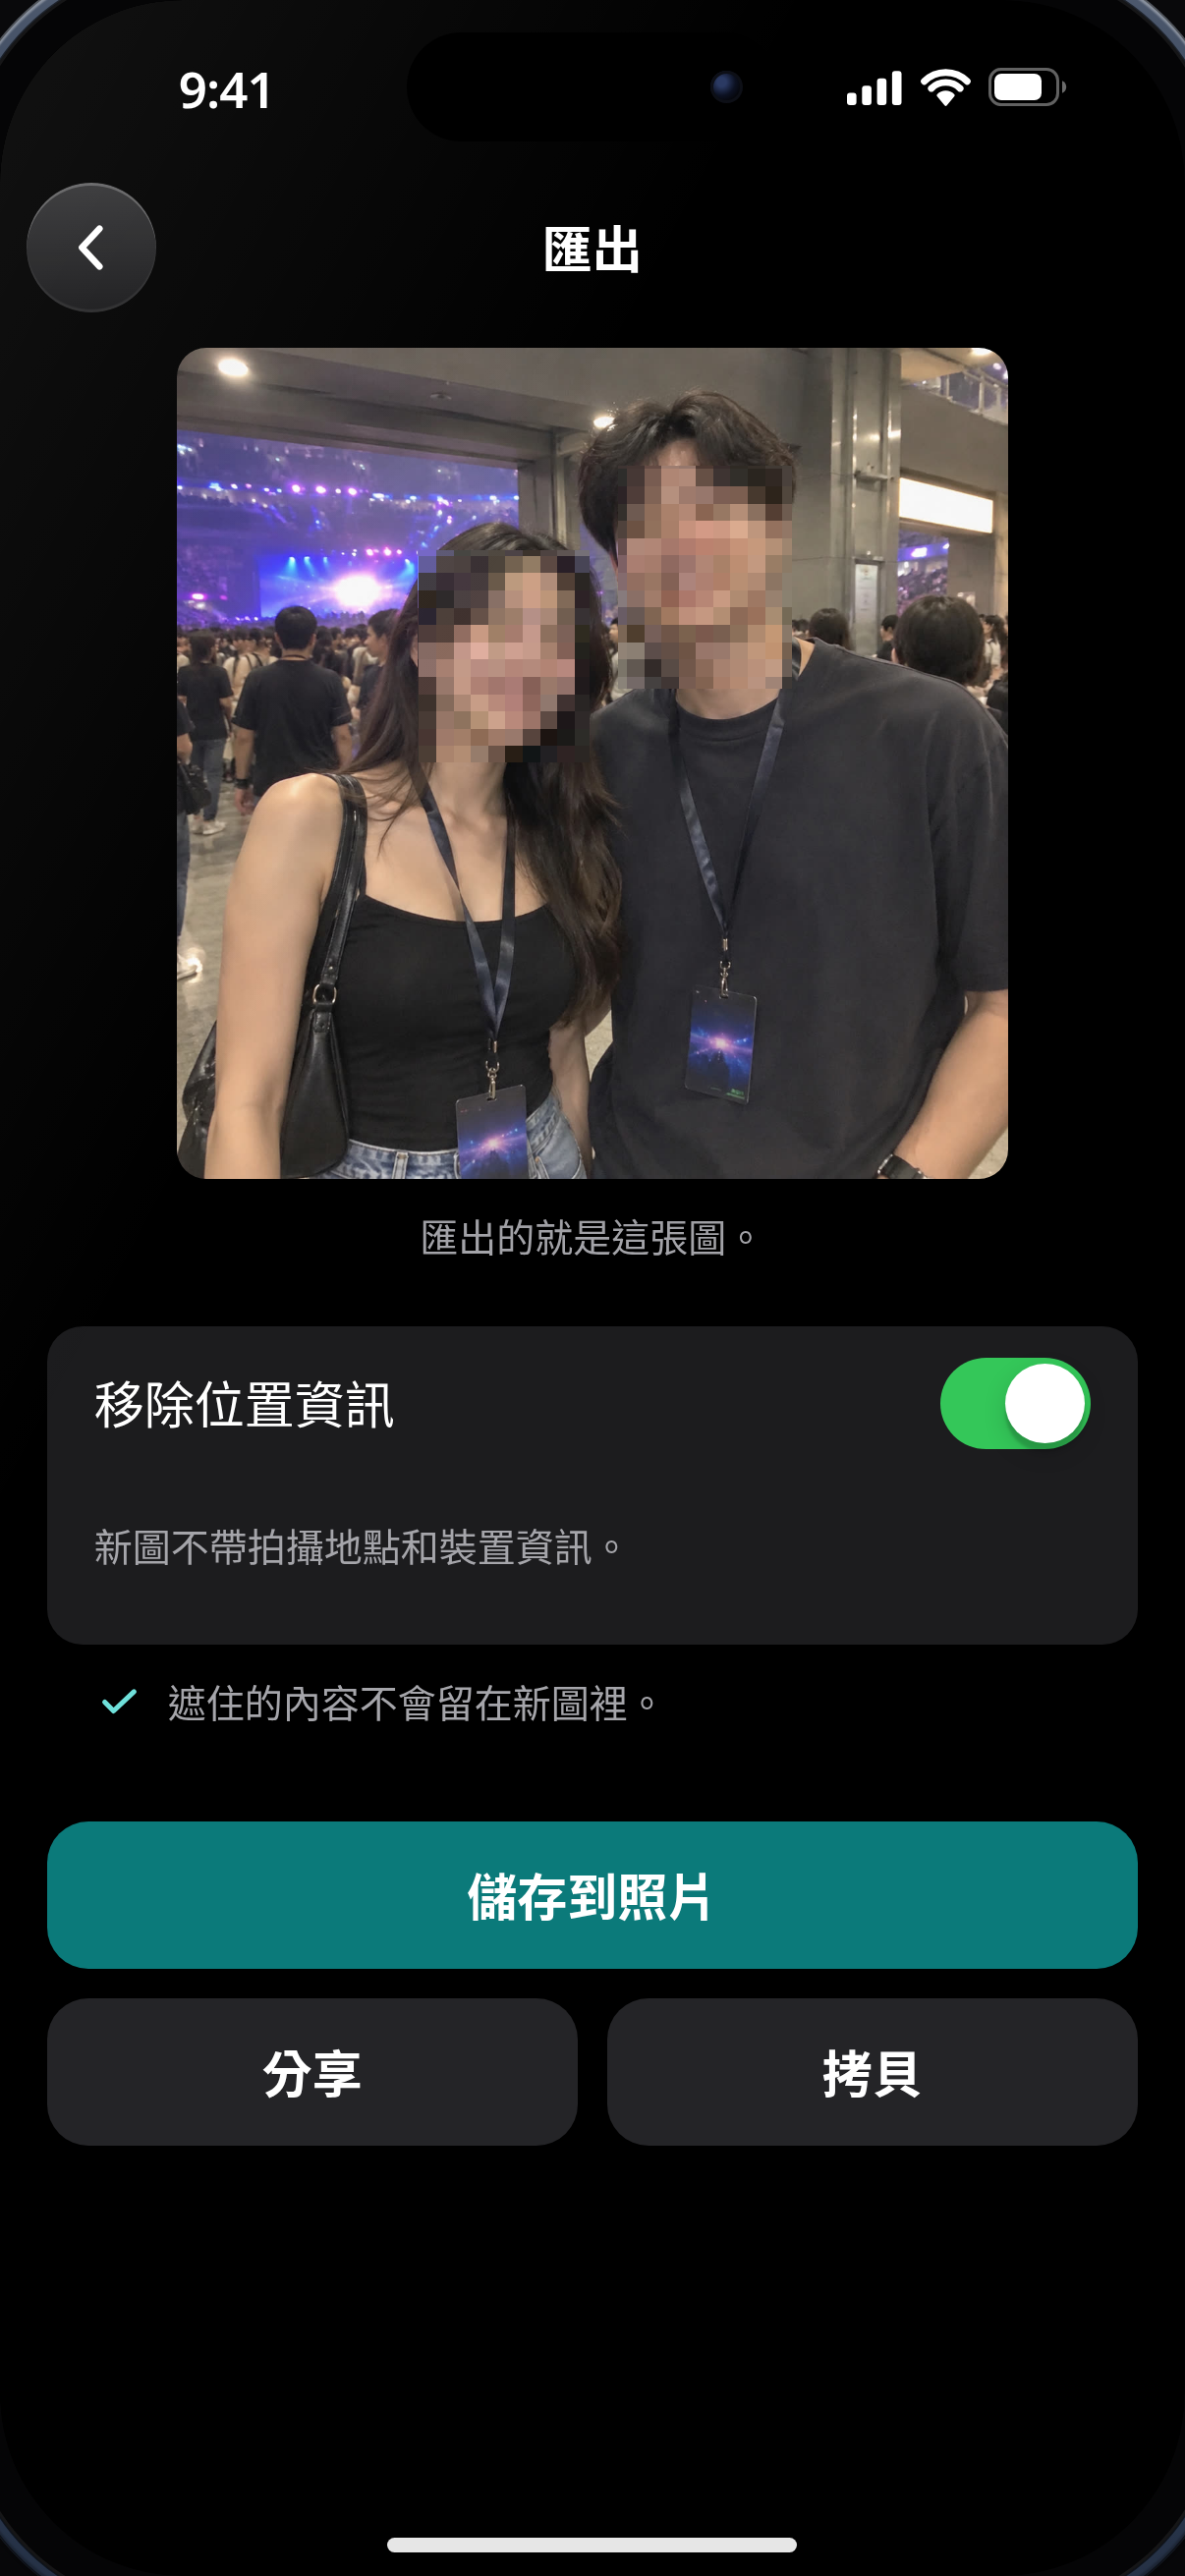 9:41
匯出
匯出的就是這張圖。
移除位置資訊
新圖不帶拍攝地點和裝置資訊。
遮住的內容不會留在新圖裡。
儲存到照片
分享
拷貝